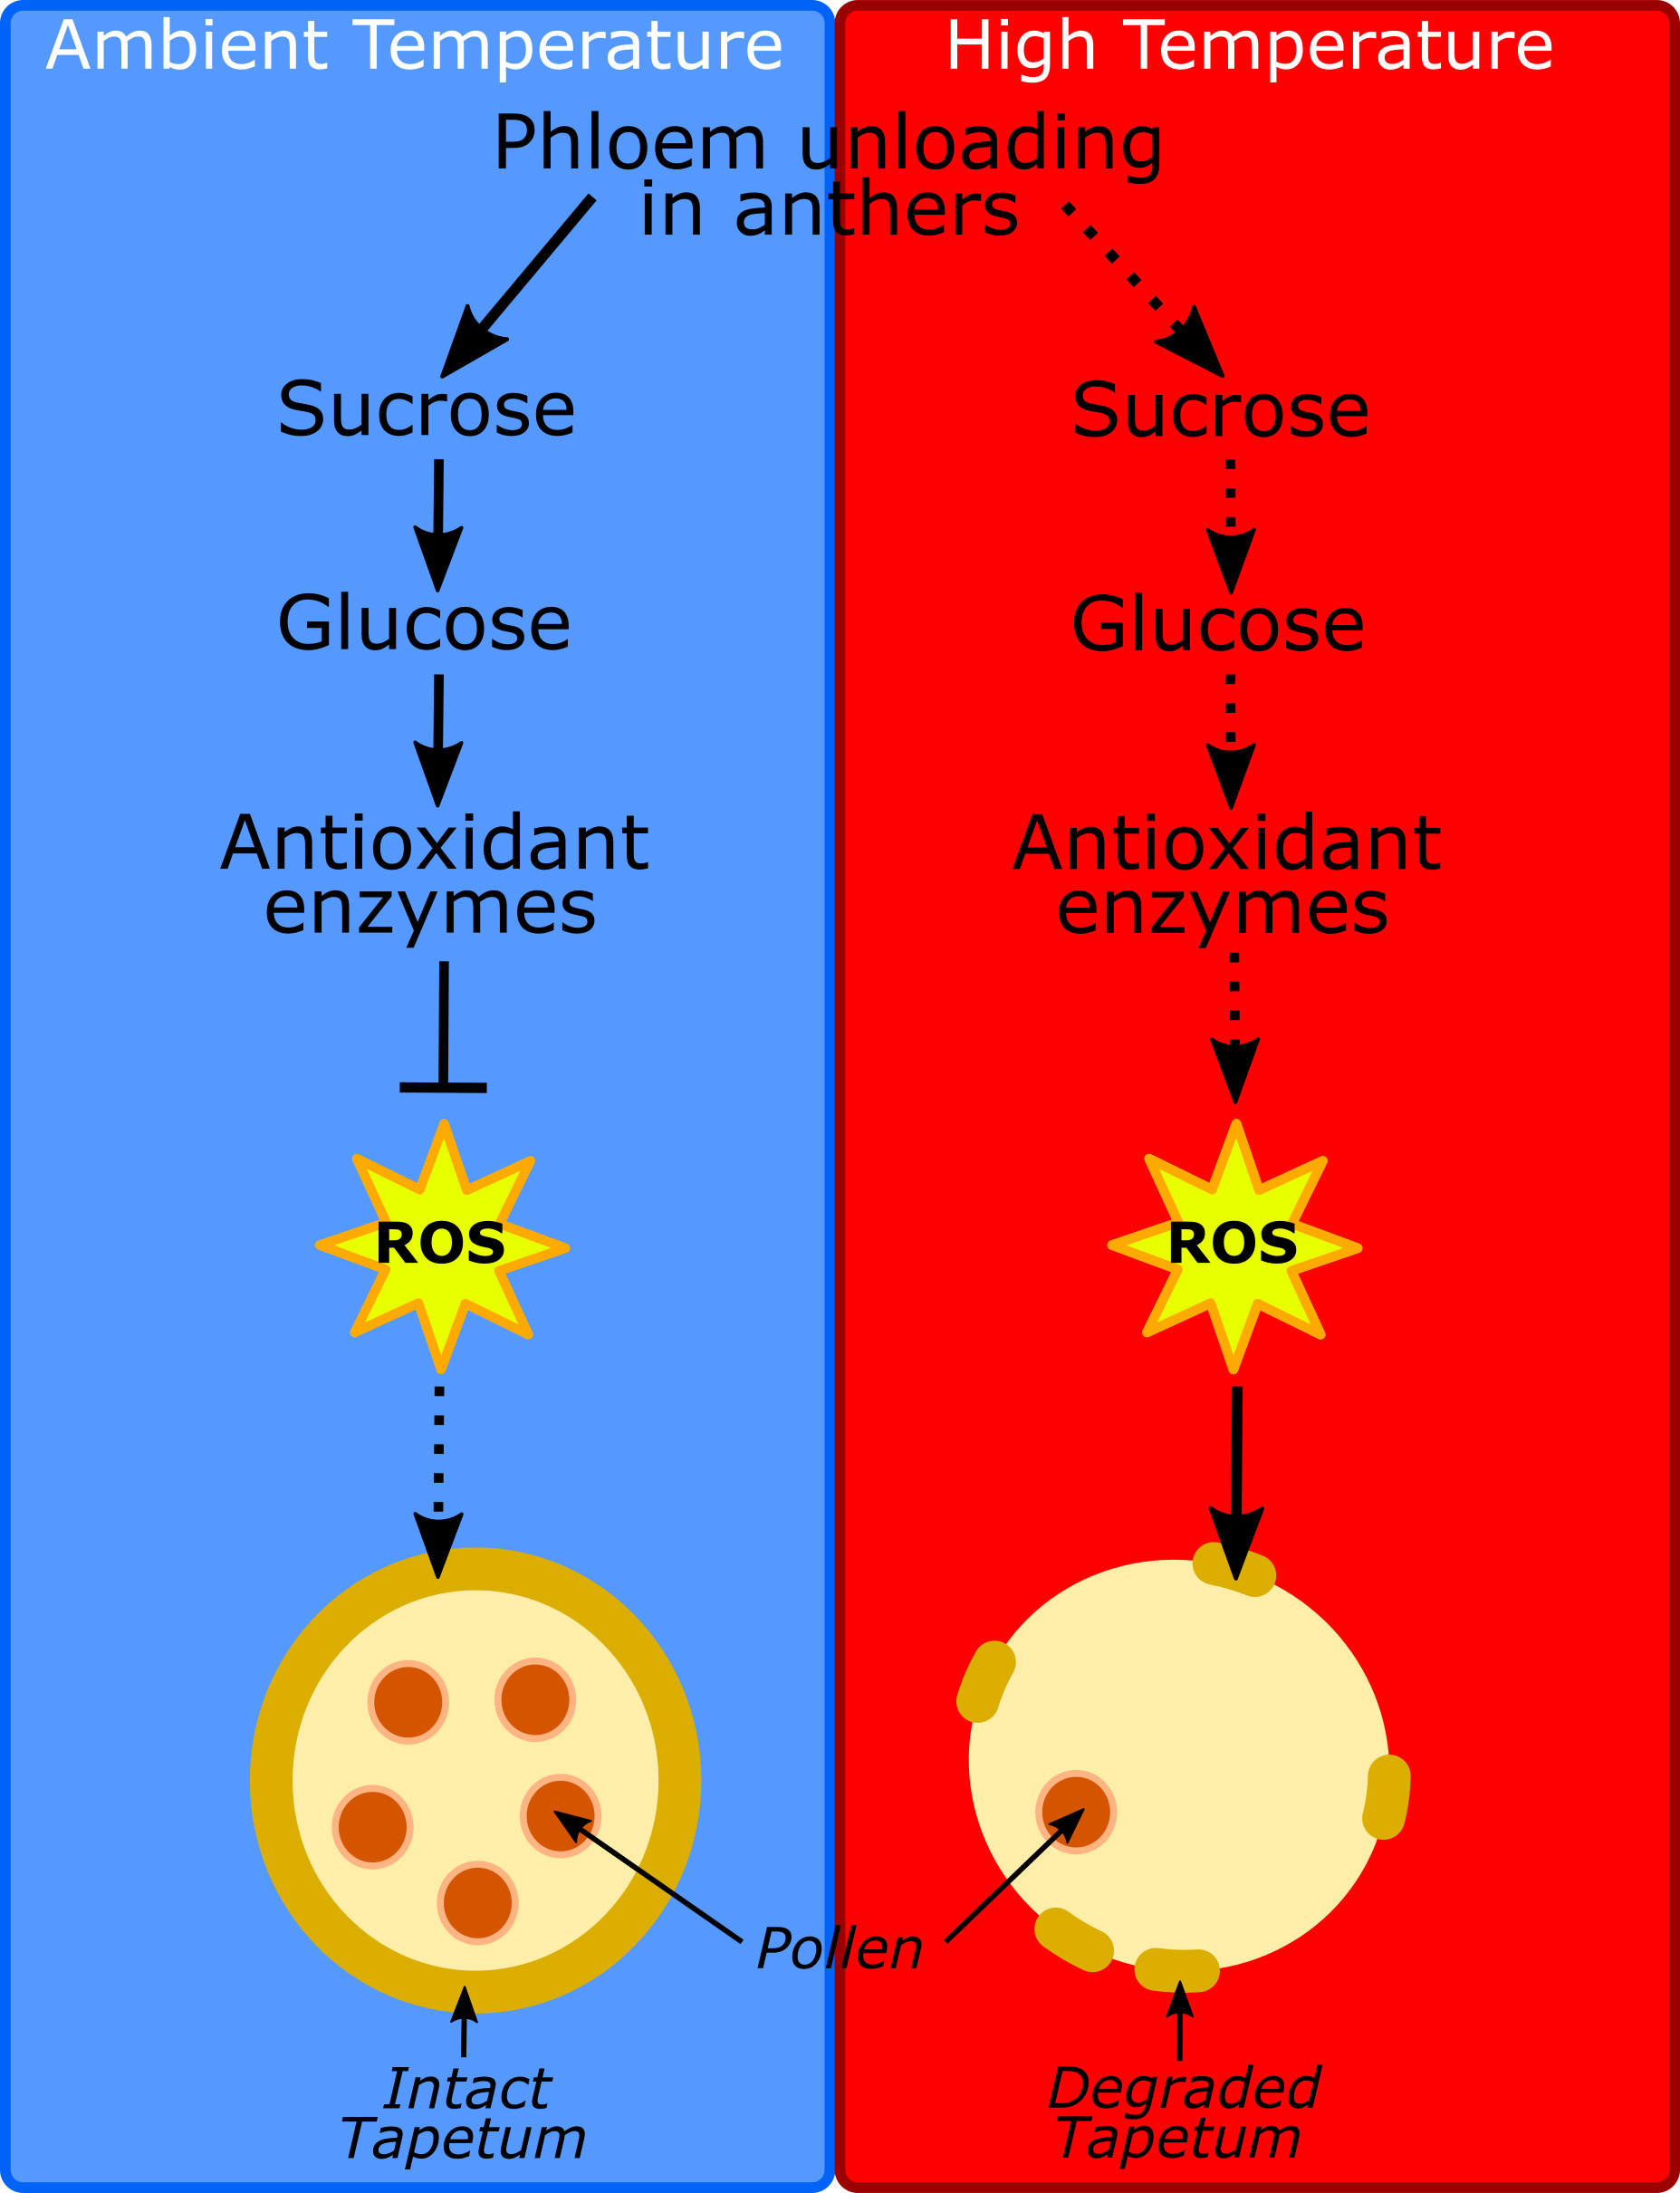 Ambient Temperature
High Temperature
Phloem unloading
in anthers
Sucrose
Sucrose
Glucose
Glucose
Antioxidant
enzymes
Antioxidant
enzymes
ROS
ROS
Pollen
Intact
Tapetum
Degraded
Tapetum